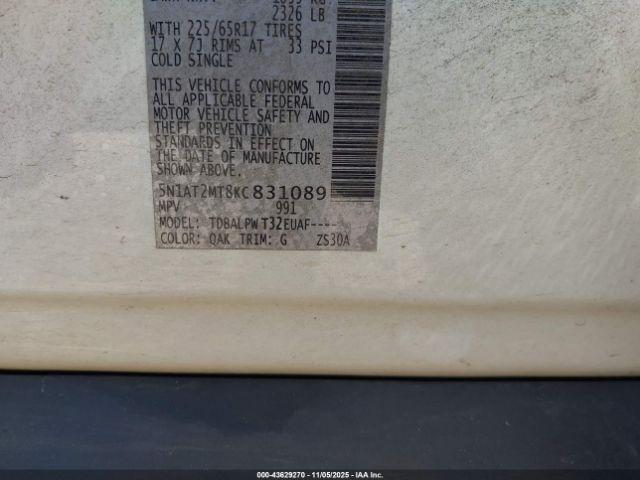 2326 LB
WITH 225/65R17 TIRES
17 X 7J RIMS AT 33 PSI
COLD SINGLE
THIS VEHICLE CONFORMS TO
ALL APPLICABLE FEDERAL
MOTOR VEHICLE SAFETY AND
THEFT PREVENTION
STANDARDS IN EFFECT ON
THE DATE OF MANUFACTURE
SHOWN ABOVE.
5N1AT2MT8KC831089
MPV 991
MODEL: TDBALPWT32EUAF----
COLOR: QAK TRIM: G ZS30A
000-43629270 - 11/05/2025 - IAA, Inc.